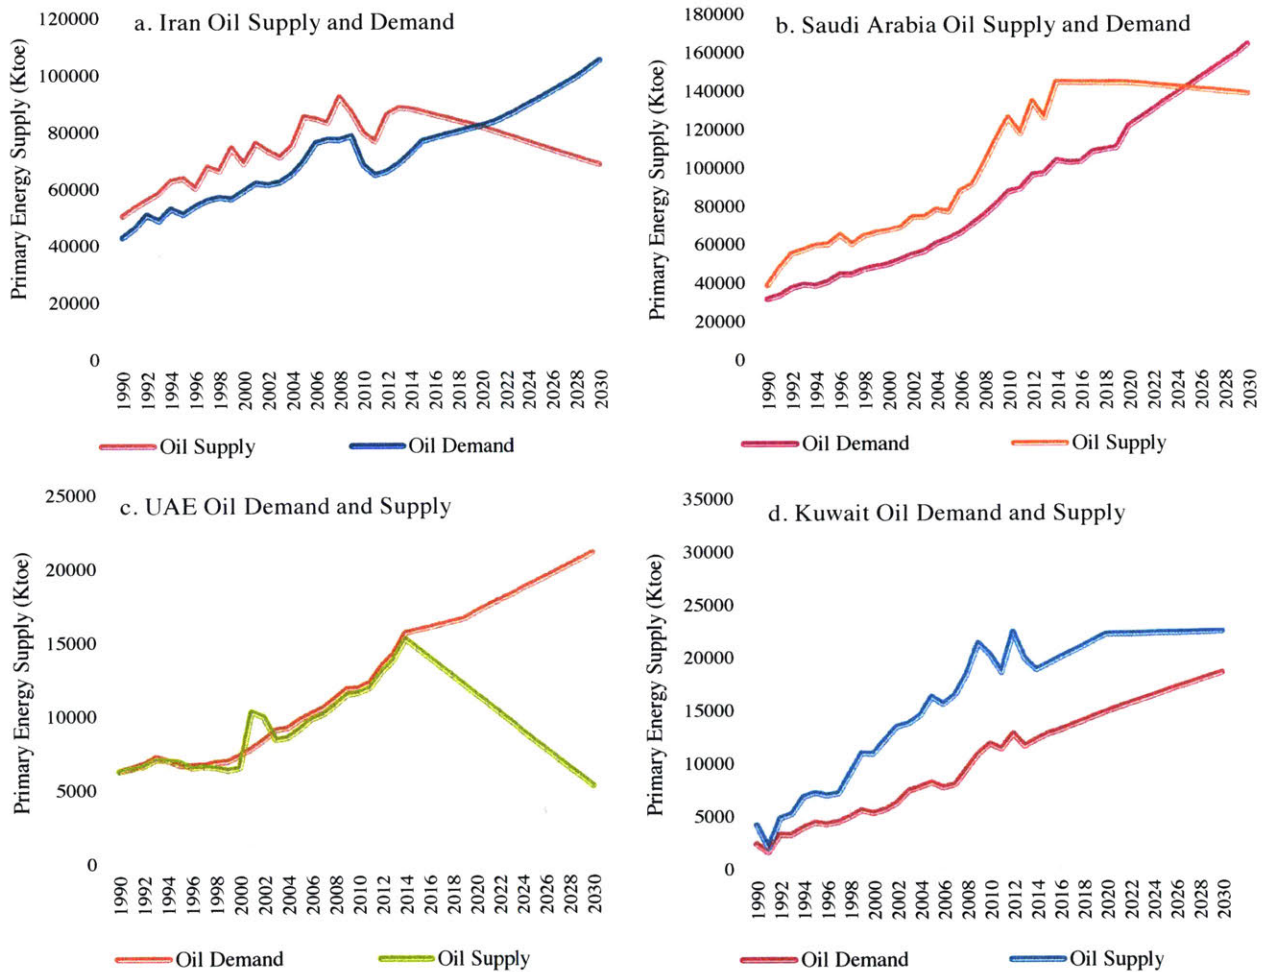 a. Iran Oil Supply and Demand
Primary Energy Supply (Ktoe)
120000
100000
80000
60000
40000
20000
0
1990 1992 1994 1996 1998 2000 2002 2004 2006 2008 2010 2012 2014 2016 2018 2020 2022 2024 2026 2028 2030
Oil Supply Oil Demand
b. Saudi Arabia Oil Supply and Demand
Primary Energy Supply (Ktoe)
180000
160000
140000
120000
100000
80000
60000
40000
20000
0
1990 1992 1994 1996 1998 2000 2002 2004 2006 2008 2010 2012 2014 2016 2018 2020 2022 2024 2026 2028 2030
Oil Demand Oil Supply
c. UAE Oil Demand and Supply
Primary Energy Supply (Ktoe)
25000
20000
15000
10000
5000
0
1990 1992 1994 1996 1998 2000 2002 2004 2006 2008 2010 2012 2014 2016 2018 2020 2022 2024 2026 2028 2030
Oil Demand Oil Supply
d. Kuwait Oil Demand and Supply
Primary Energy Supply (Ktoe)
35000
30000
25000
20000
15000
10000
5000
0
1990 1992 1994 1996 1998 2000 2002 2004 2006 2008 2010 2012 2014 2016 2018 2020 2022 2024 2026 2028 2030
Oil Demand Oil Supply